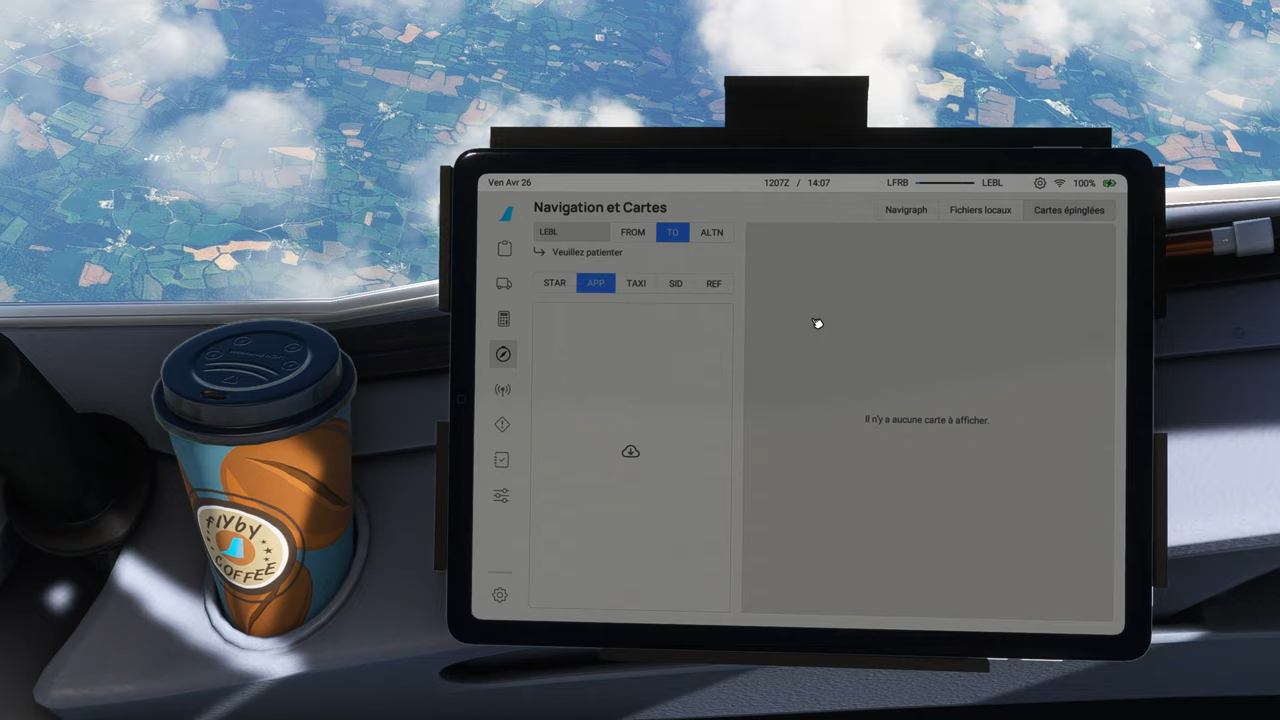 Ven Avr 26
1207Z / 14:07
LFRB
LEBL
100%
Navigation et Cartes
Navigraph
Fichiers locaux
Cartes épinglées
LEBL
FROM
TO
ALTN
Veuillez patienter
STAR
APP
TAXI
SID
REF
Il n'y a aucune carte à afficher.
flyby
COFFEE